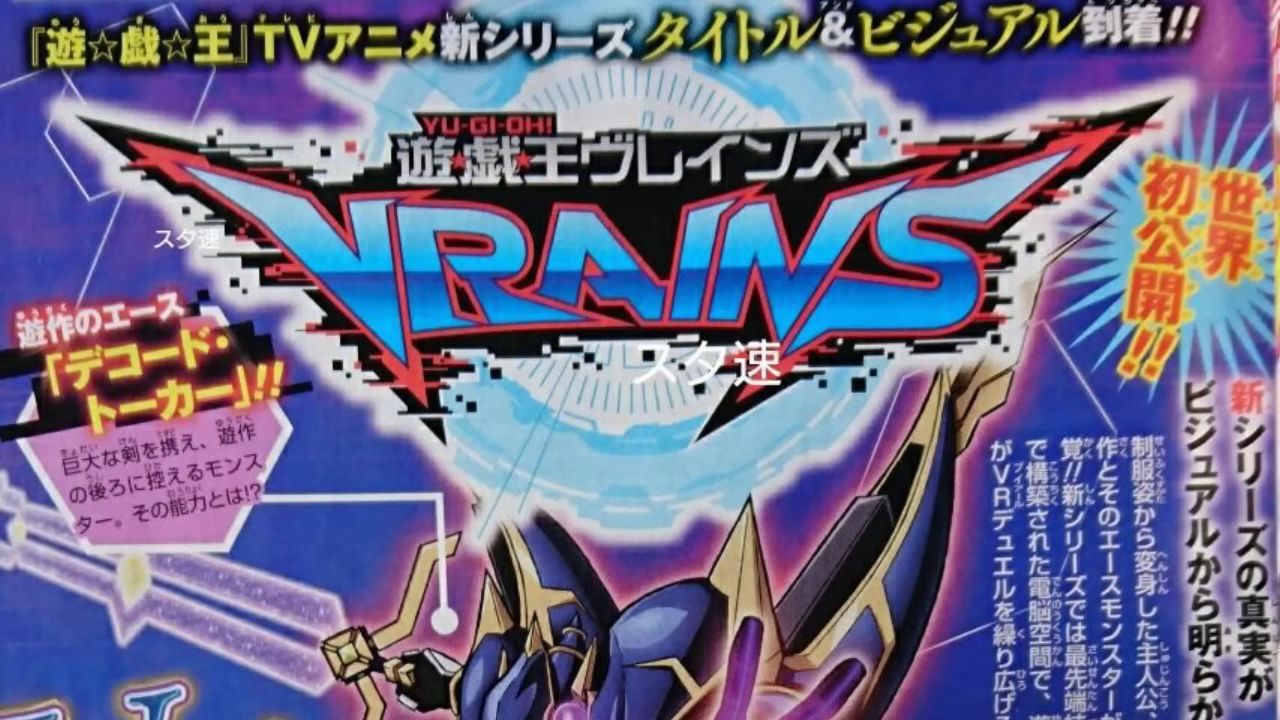 『遊☆戯☆王』TVアニメ新シリーズ タイトル&ビジュアル到着!!
YU-GI-OH!
遊☆戯☆王ヴレインズ
VRAINS
世界
初公開!!
スタ速
スタ速
遊作のエース
「デコード・
トーカー」!!
巨大な剣を携え、遊作
の後ろに控えるモンス
ター。その能力とは!?
新シリーズの真実が
ビジュアルから明らか
制服姿から変身した主人公、
作とそのエースモンスターが
覚!!新シリーズでは最先端
で構築された電脳空間で、
がVRデュエルを繰り広げ